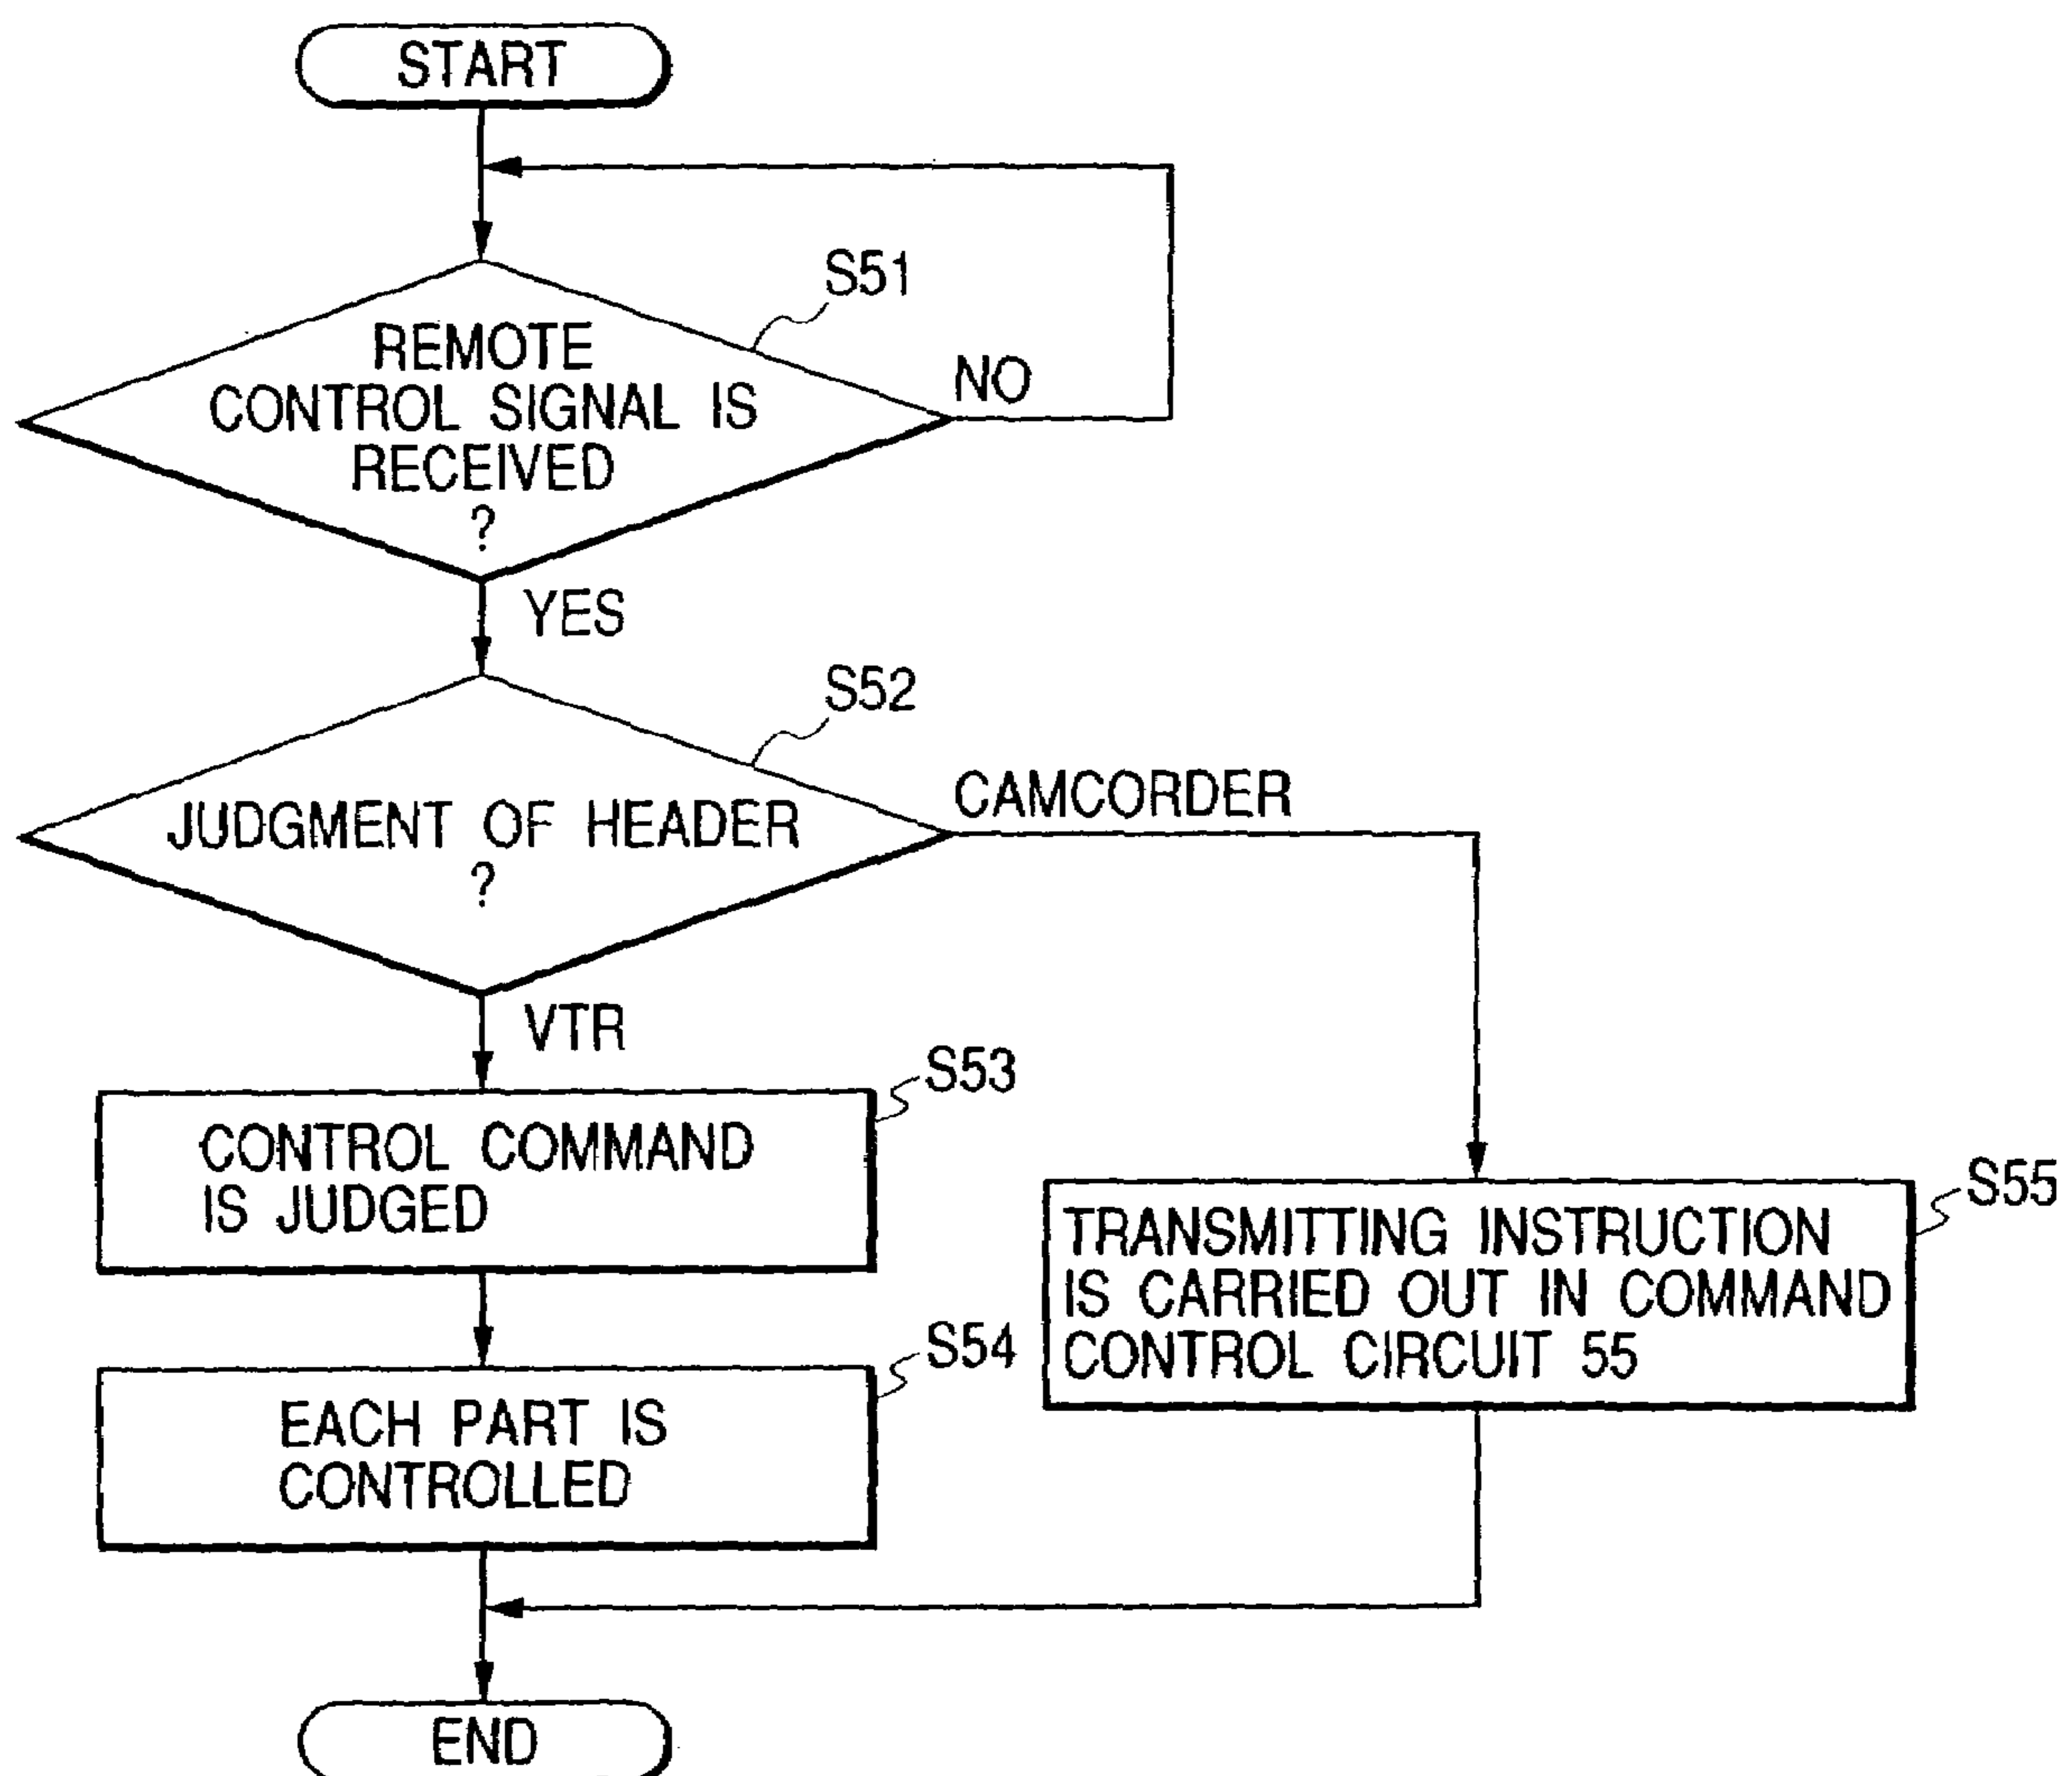 START
S51
REMOTE
CONTROL SIGNAL IS
RECEIVED
?
NO
YES
S52
JUDGMENT OF HEADER
?
CAMCORDER
VTR
S53
CONTROL COMMAND
IS JUDGED
S55
TRANSMITTING INSTRUCTION
IS CARRIED OUT IN COMMAND
CONTROL CIRCUIT 55
S54
EACH PART IS
CONTROLLED
END